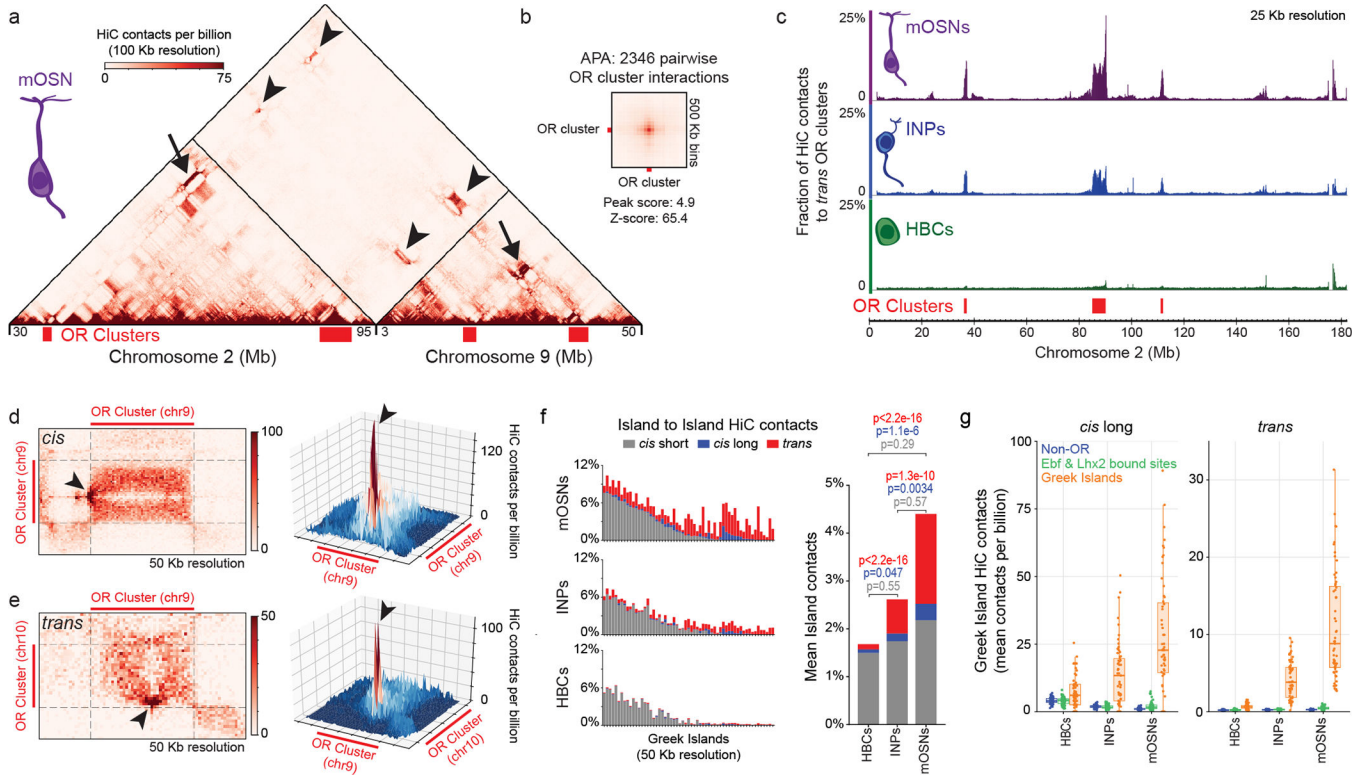 a
HiC contacts per billion
(100 Kb resolution)
0
75
mOSN
30
OR Clusters
95
3
50
Chromosome 2 (Mb)
Chromosome 9 (Mb)
b
APA: 2346 pairwise
OR cluster interactions
OR cluster
500 Kb bins
OR cluster
Peak score: 4.9
Z-score: 65.4
c
25 Kb resolution
Fraction of HiC contacts
to trans OR clusters
25%
mOSNs
0
25%
INPs
0
25%
HBCs
0
OR Clusters
0
20
40
60
80
100
120
140
160
180
Chromosome 2 (Mb)
d
OR Cluster (chr9)
cis
OR Cluster (chr9)
100
0
50 Kb resolution
HiC contacts per billion
120
0
OR Cluster
(chr9)
OR Cluster
(chr9)
e
OR Cluster (chr9)
trans
OR Cluster (chr10)
50
0
50 Kb resolution
HiC contacts per billion
100
0
OR Cluster
(chr9)
OR Cluster
(chr10)
f
Island to Island HiC contacts
cis short
cis long
trans
mOSNs
12%
6%
0%
INPs
12%
6%
0%
HBCs
12%
6%
0%
Greek Islands
(50 Kb resolution)
p<2.2e-16
p=1.1e-6
p=0.29
p=1.3e-10
p=0.0034
p=0.57
p<2.2e-16
p=0.047
p=0.55
Mean Island contacts
5%
4%
3%
2%
1%
0%
HBCs
INPs
mOSNs
g
cis long
trans
Non-OR
Ebf & Lhx2 bound sites
Greek Islands
Greek Island HiC contacts
(mean contacts per billion)
100
75
50
25
0
HBCs
INPs
mOSNs
30
20
10
0
HBCs
INPs
mOSNs